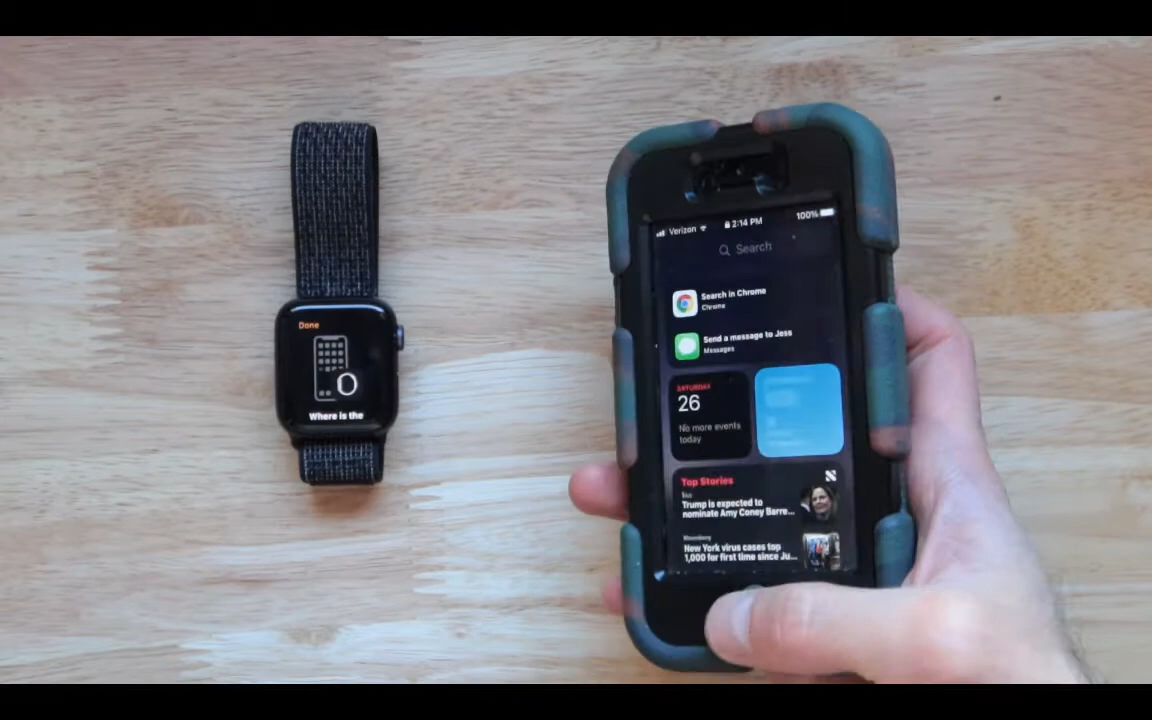 Done
Where is the
Verizon
2:14 PM
100%
Search
Search in Chrome
Chrome
Send a message to Jess
Messages
SATURDAY
26
No more events
today
Top Stories
Trump is expected to
nominate Amy Coney Barre...
Bloomberg
New York virus cases top
1,000 for first time since Ju...